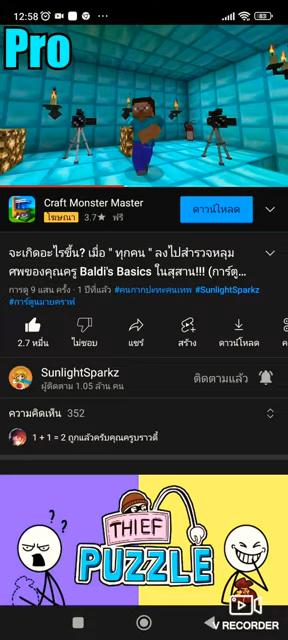 12:58
83
Pro
Craft Monster Master
โฆษณา 3.7★ ฟรี
ดาวน์โหลด
จะเกิดอะไรขึ้น? เมื่อ " ทุกคน " ลงไปสำรวจหลุม
ศพของคุณครู Baldi's Basics ในสุสาน!!! (การ์ตู...
การดู 9 แสน ครั้ง · 1 ปีที่แล้ว #คนกากปะทะคนเทพ #SunlightSparkz
#การ์ตูนมายคราฟ
2.7 หมื่น
ไม่ชอบ
แชร์
สร้าง
ดาวน์โหลด
SunlightSparkz
ผู้ติดตาม 1.05 ล้าน คน
ติดตามแล้ว
ความคิดเห็น 352
1 + 1 = 2 ถูกแล้วครับคุณครูบราวตี้
THIEF
PUZZLE
V RECORDER